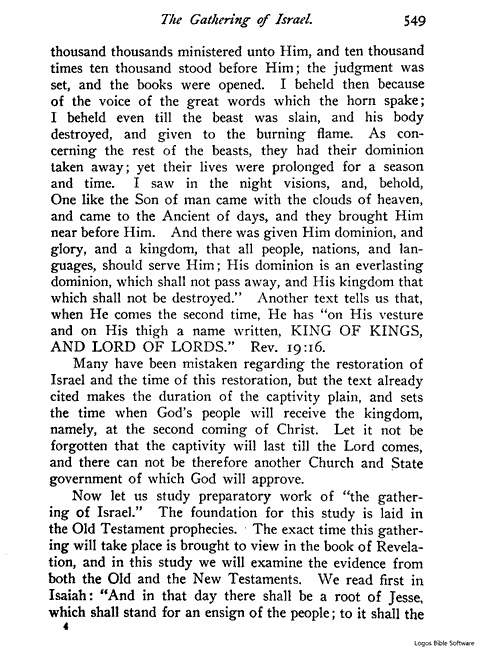 The Gathering of Israel. 549
thousand thousands ministered unto Him, and ten thousand
times ten thousand stood before Him; the judgment was
set, and the books were opened. I beheld then because
of the voice of the great words which the horn spake;
I beheld even till the beast was slain, and his body
destroyed, and given to the burning flame. As con-
cerning the rest of the beasts, they had their dominion
taken away; yet their lives were prolonged for a season
and time. I saw in the night visions, and, behold,
One like the Son of man came with the clouds of heaven,
and came to the Ancient of days, and they brought Him
near before Him. And there was given Him dominion, and
glory, and a kingdom, that all people, nations, and lan-
guages, should serve Him; His dominion is an everlasting
dominion, which shall not pass away, and His kingdom that
which shall not be destroyed." Another text tells us that,
when He comes the second time, He has "on His vesture
and on His thigh a name written, KING OF KINGS,
AND LORD OF LORDS." Rev. 19:16.
Many have been mistaken regarding the restoration of
Israel and the time of this restoration, but the text already
cited makes the duration of the captivity plain, and sets
the time when God's people will receive the kingdom,
namely, at the second coming of Christ. Let it not be
forgotten that the captivity will last till the Lord comes,
and there can not be therefore another Church and State
government of which God will approve.
Now let us study preparatory work of "the gather-
ing of Israel." The foundation for this study is laid in
the Old Testament prophecies. The exact time this gather-
ing will take place is brought to view in the book of Revela-
tion, and in this study we will examine the evidence from
both the Old and the New Testaments. We read first in
Isaiah: "And in that day there shall be a root of Jesse,
which shall stand for an ensign of the people; to it shall the
4
Logos Bible Software